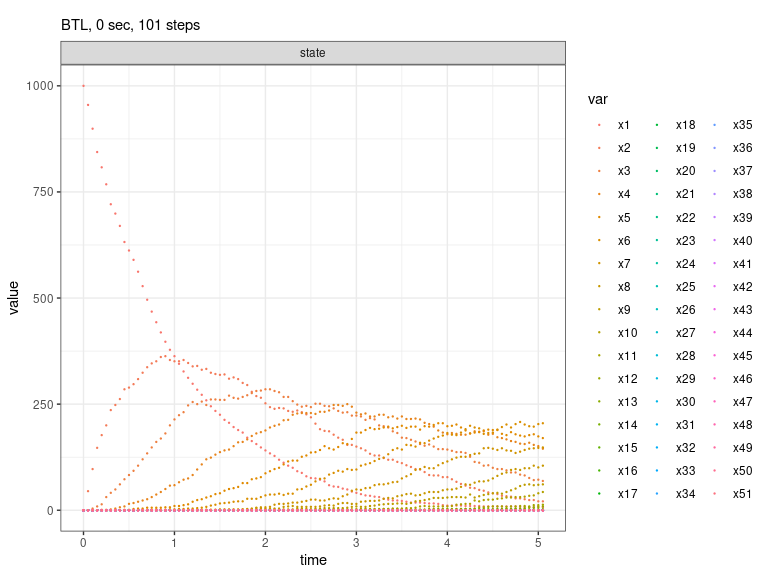 BTL, 0 sec, 101 steps
state
1000
750
500
250
0
value
0 1 2 3 4 5
time
var
x1 x18 x35
x2 x19 x36
x3 x20 x37
x4 x21 x38
x5 x22 x39
x6 x23 x40
x7 x24 x41
x8 x25 x42
x9 x26 x43
x10 x27 x44
x11 x28 x45
x12 x29 x46
x13 x30 x47
x14 x31 x48
x15 x32 x49
x16 x33 x50
x17 x34 x51